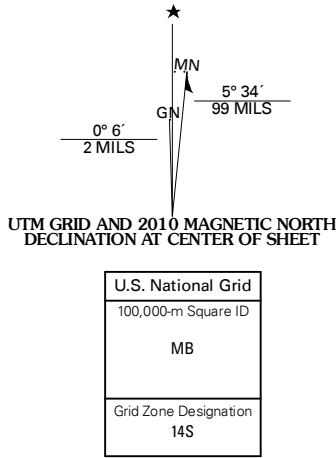 ★
MN
5° 34´
99 MILS
GN
0° 6´
2 MILS
UTM GRID AND 2010 MAGNETIC NORTH
DECLINATION AT CENTER OF SHEET
U.S. National Grid
100,000-m Square ID
MB
Grid Zone Designation
14S